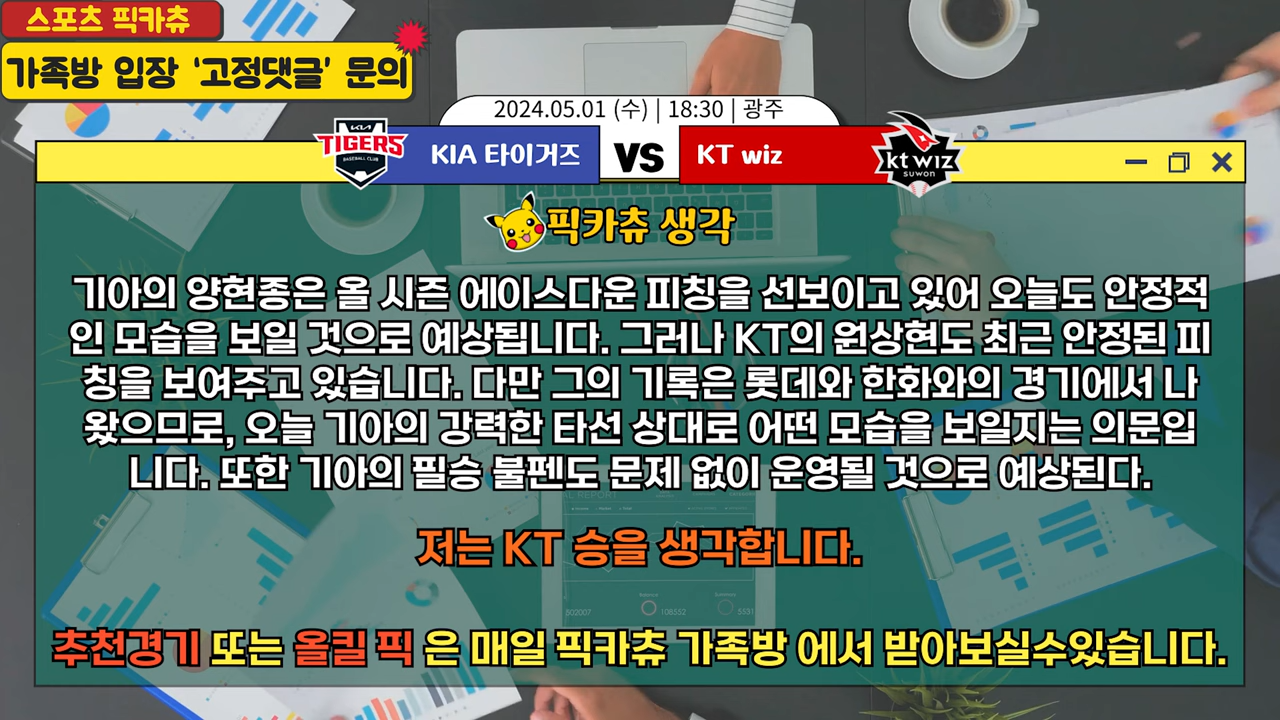 스포츠 픽카츄
가족방 입장 '고정댓글' 문의
2024.05.01 (수) | 18:30 | 광주
KIA
TIGERS
BASEBALL CLUB
KIA 타이거즈
VS
KT wiz
kt wiz
suwon
픽카츄 생각
기아의 양현종은 올 시즌 에이스다운 피칭을 선보이고 있어 오늘도 안정적
인 모습을 보일 것으로 예상됩니다. 그러나 KT의 원상현도 최근 안정된 피
칭을 보여주고 있습니다. 다만 그의 기록은 롯데와 한화와의 경기에서 나
왔으므로, 오늘 기아의 강력한 타선 상대로 어떤 모습을 보일지는 의문입
니다. 또한 기아의 필승 불펜도 문제 없이 운영될 것으로 예상된다.
저는 KT 승을 생각합니다.
502007
108552
5531
추천경기 또는 올킬 픽 은 매일 픽카츄 가족방 에서 받아보실수있습니다.